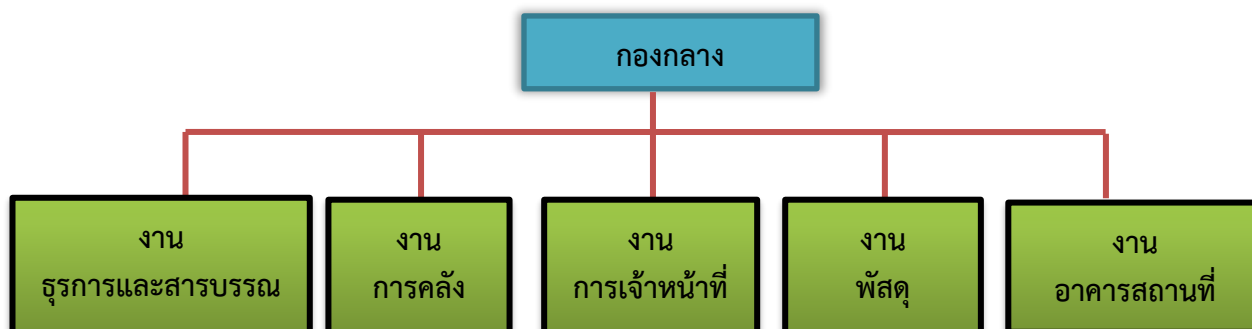 กองกลาง
งาน
ธุรการและสารบรรณ
งาน
การคลัง
งาน
การเจ้าหน้าที่
งาน
พัสดุ
งาน
อาคารสถานที่